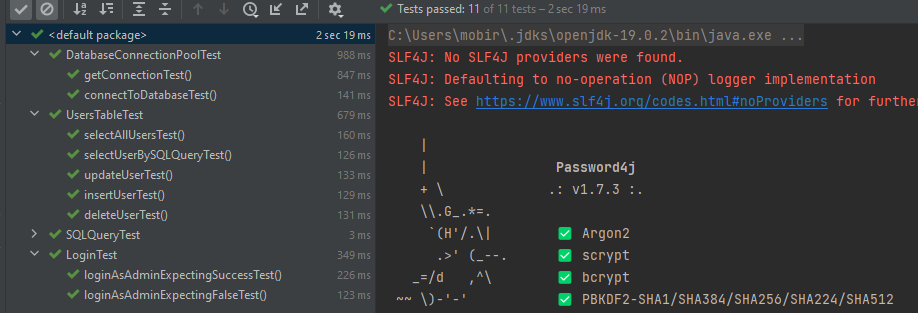 Tests passed: 11 of 11 tests – 2 sec 19 ms
<default package> 2 sec 19 ms
DatabaseConnectionPoolTest 988 ms
getConnectionTest() 847 ms
connectToDatabaseTest() 141 ms
UsersTableTest 679 ms
selectAllUsersTest() 160 ms
selectUserBySQLQueryTest() 126 ms
updateUserTest() 133 ms
insertUserTest() 129 ms
deleteUserTest() 131 ms
SQLQueryTest 3 ms
LoginTest 349 ms
loginAsAdminExpectingSuccessTest() 226 ms
loginAsAdminExpectingFalseTest() 123 ms
C:\Users\mobir\.jdks\openjdk-19.0.2\bin\java.exe ...
SLF4J: No SLF4J providers were found.
SLF4J: Defaulting to no-operation (NOP) logger implementation
SLF4J: See https://www.slf4j.org/codes.html#noProviders for further
    |
    |                Password4j
    + \             .: v1.7.3 :.
    \\.G_.*=.
     `(H'/.\|        ✅ Argon2
      .>' (_--.      ✅ scrypt
   _=/d   ,^\        ✅ bcrypt
 ~~ \)-'-'           ✅ PBKDF2-SHA1/SHA384/SHA256/SHA224/SHA512